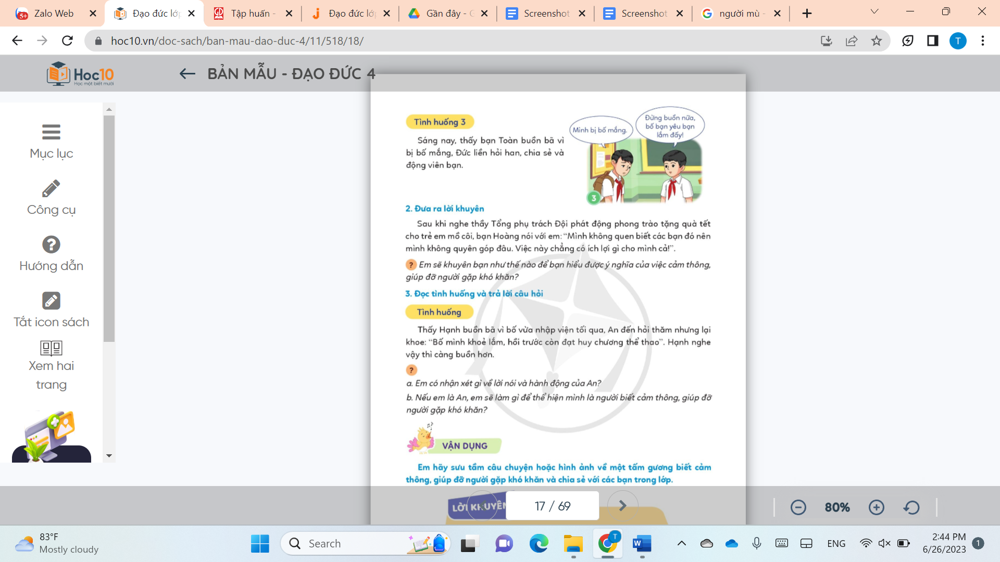 Zalo Web
5+
Đạo đức lớp
Tập huấn -
Đạo đức lớp
Gần đây - G
Screenshot
Screenshot
người mù -
hoc10.vn/doc-sach/ban-mau-dao-duc-4/11/518/18/
T
Hoc10
Học một biết mười
BẢN MẪU - ĐẠO ĐỨC 4
Mục lục
Công cụ
Hướng dẫn
Tắt icon sách
Xem hai
trang
Tình huống 3
Sáng nay, thấy bạn Toàn buồn bã vì
bị bố mắng, Đức liền hỏi han, chia sẻ và
động viên bạn.
Mình bị bố mắng.
Đừng buồn nữa,
bố bạn yêu bạn
lắm đấy!
3
2. Đưa ra lời khuyên
Sau khi nghe thầy Tổng phụ trách Đội phát động phong trào tặng quà tết
cho trẻ em mồ côi, bạn Hoàng nói với em: “Mình không quen biết các bạn đó nên
mình không quyên góp đâu. Việc này chẳng có ích lợi gì cho mình cả!”.
? Em sẽ khuyên bạn như thế nào để bạn hiểu được ý nghĩa của việc cảm thông,
giúp đỡ người gặp khó khăn?
3. Đọc tình huống và trả lời câu hỏi
Tình huống
Thấy Hạnh buồn bã vì bố vừa nhập viện tối qua, An đến hỏi thăm nhưng lại
khoe: “Bố mình khoẻ lắm, hồi trước còn đạt huy chương thể thao”. Hạnh nghe
vậy thì càng buồn hơn.
?
a. Em có nhận xét gì về lời nói và hành động của An?
b. Nếu em là An, em sẽ làm gì để thể hiện mình là người biết cảm thông, giúp đỡ
người gặp khó khăn?
VẬN DỤNG
Em hãy sưu tầm câu chuyện hoặc hình ảnh về một tấm gương biết cảm
thông, giúp đỡ người gặp khó khăn và chia sẻ với các bạn trong lớp.
LỜI KHUYÊN
17 / 69
80%
83°F
Mostly cloudy
Search
T
W
ENG
2:44 PM
6/26/2023
1